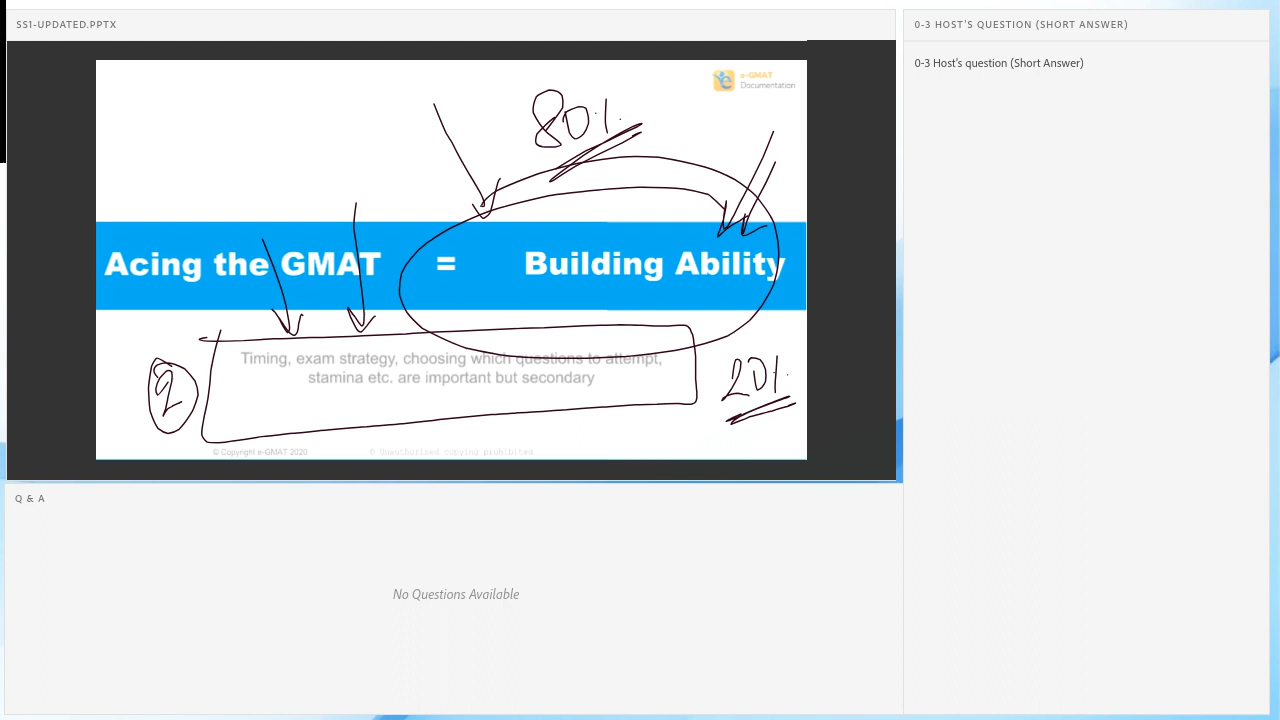 SS1-UPDATED.PPTX
0-3 HOST'S QUESTION (SHORT ANSWER)
0-3 Host's question (Short Answer)
e-GMAT
Documentation
80%
Acing the GMAT = Building Ability
Timing, exam strategy, choosing which questions to attempt,
stamina etc. are important but secondary
2
20%
© Copyright e-GMAT 2020
© Unauthorized copying prohibited
Q & A
No Questions Available